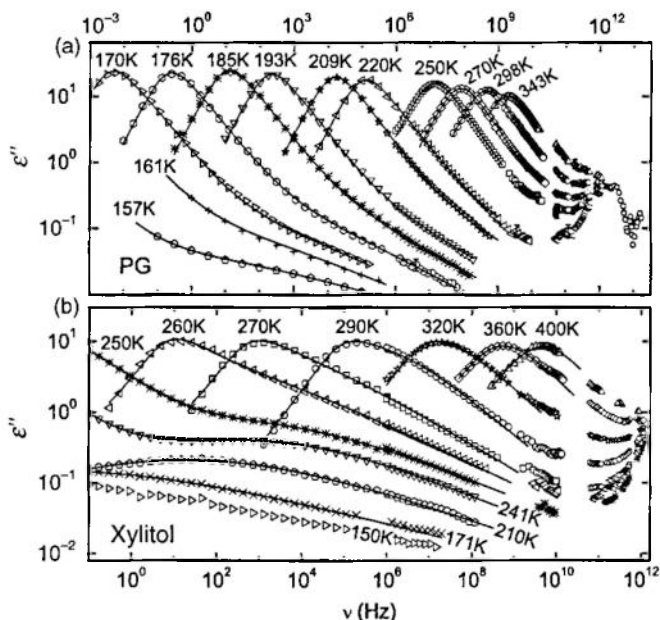 10⁻³ 10⁰ 10³ 10⁶ 10⁹ 10¹²
(a)
170K 176K 185K 193K 209K 220K 250K 270K 298K 343K
10¹
ε''
10⁰
161K
10⁻¹
157K
PG
(b)
250K 260K 270K 290K 320K 360K 400K
10¹
ε''
10⁰
10⁻¹
241K
210K
150K 171K
Xylitol
10⁻²
10⁰ 10² 10⁴ 10⁶ 10⁸ 10¹⁰ 10¹²
ν (Hz)